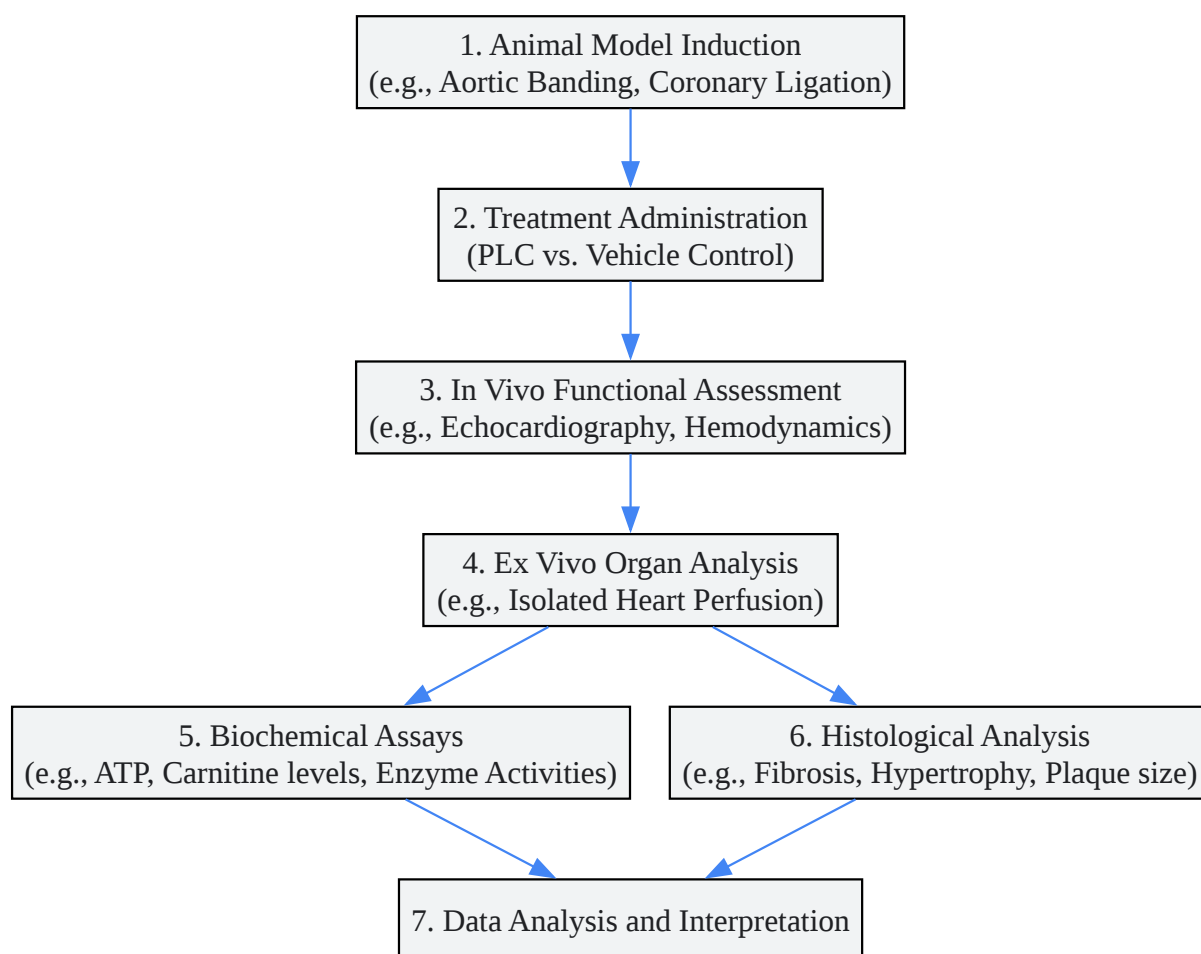 1. Animal Model Induction
(e.g., Aortic Banding, Coronary Ligation)
2. Treatment Administration
(PLC vs. Vehicle Control)
3. In Vivo Functional Assessment
(e.g., Echocardiography, Hemodynamics)
4. Ex Vivo Organ Analysis
(e.g., Isolated Heart Perfusion)
5. Biochemical Assays
(e.g., ATP, Carnitine levels, Enzyme Activities)
6. Histological Analysis
(e.g., Fibrosis, Hypertrophy, Plaque size)
7. Data Analysis and Interpretation